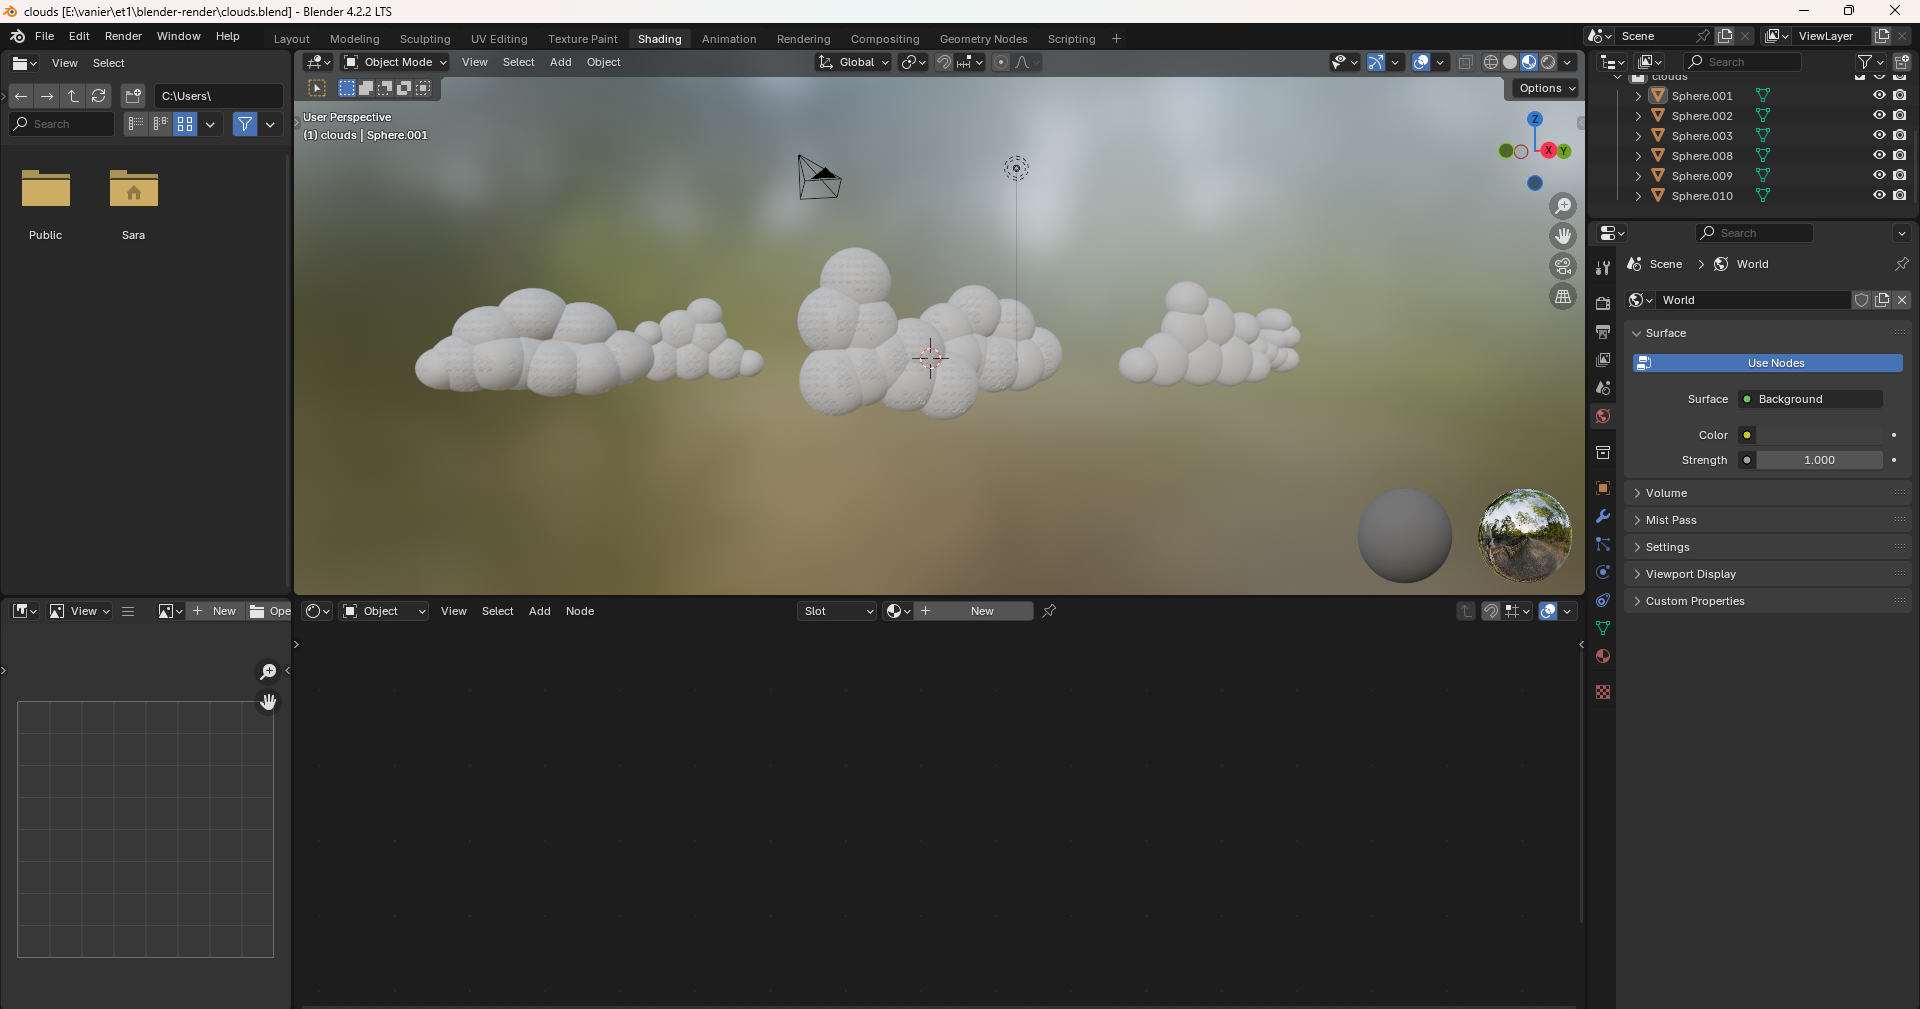 clouds [E:\vanier\et1\blender-render\clouds.blend] - Blender 4.2.2 LTS
File Edit Render Window Help
Layout Modeling Sculpting UV Editing Texture Paint Shading Animation Rendering Compositing Geometry Nodes Scripting +
Scene
ViewLayer
View Select
C:\Users\
Search
Public
Sara
Object Mode View Select Add Object
Global
Options
User Perspective
(1) clouds | Sphere.001
Z
X
Y
Search
clouds
Sphere.001
Sphere.002
Sphere.003
Sphere.008
Sphere.009
Sphere.010
Search
Scene > World
World
Surface
Use Nodes
Surface Background
Color
Strength 1.000
Volume
Mist Pass
Settings
Viewport Display
Custom Properties
View
+ New
Ope
Object View Select Add Node
Slot
+ New